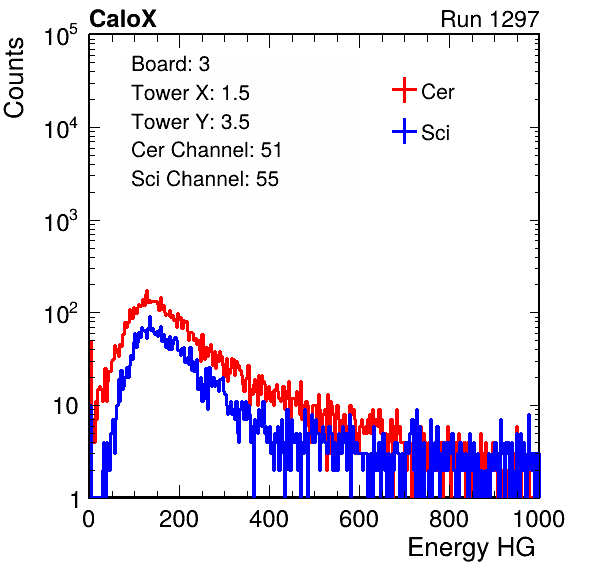 CaloX Run 1297
Counts
Board: 3
Tower X: 1.5
Tower Y: 3.5
Cer Channel: 51
Sci Channel: 55
Cer
Sci
10^5
10^4
10^3
10^2
10
1
0 200 400 600 800 1000
Energy HG